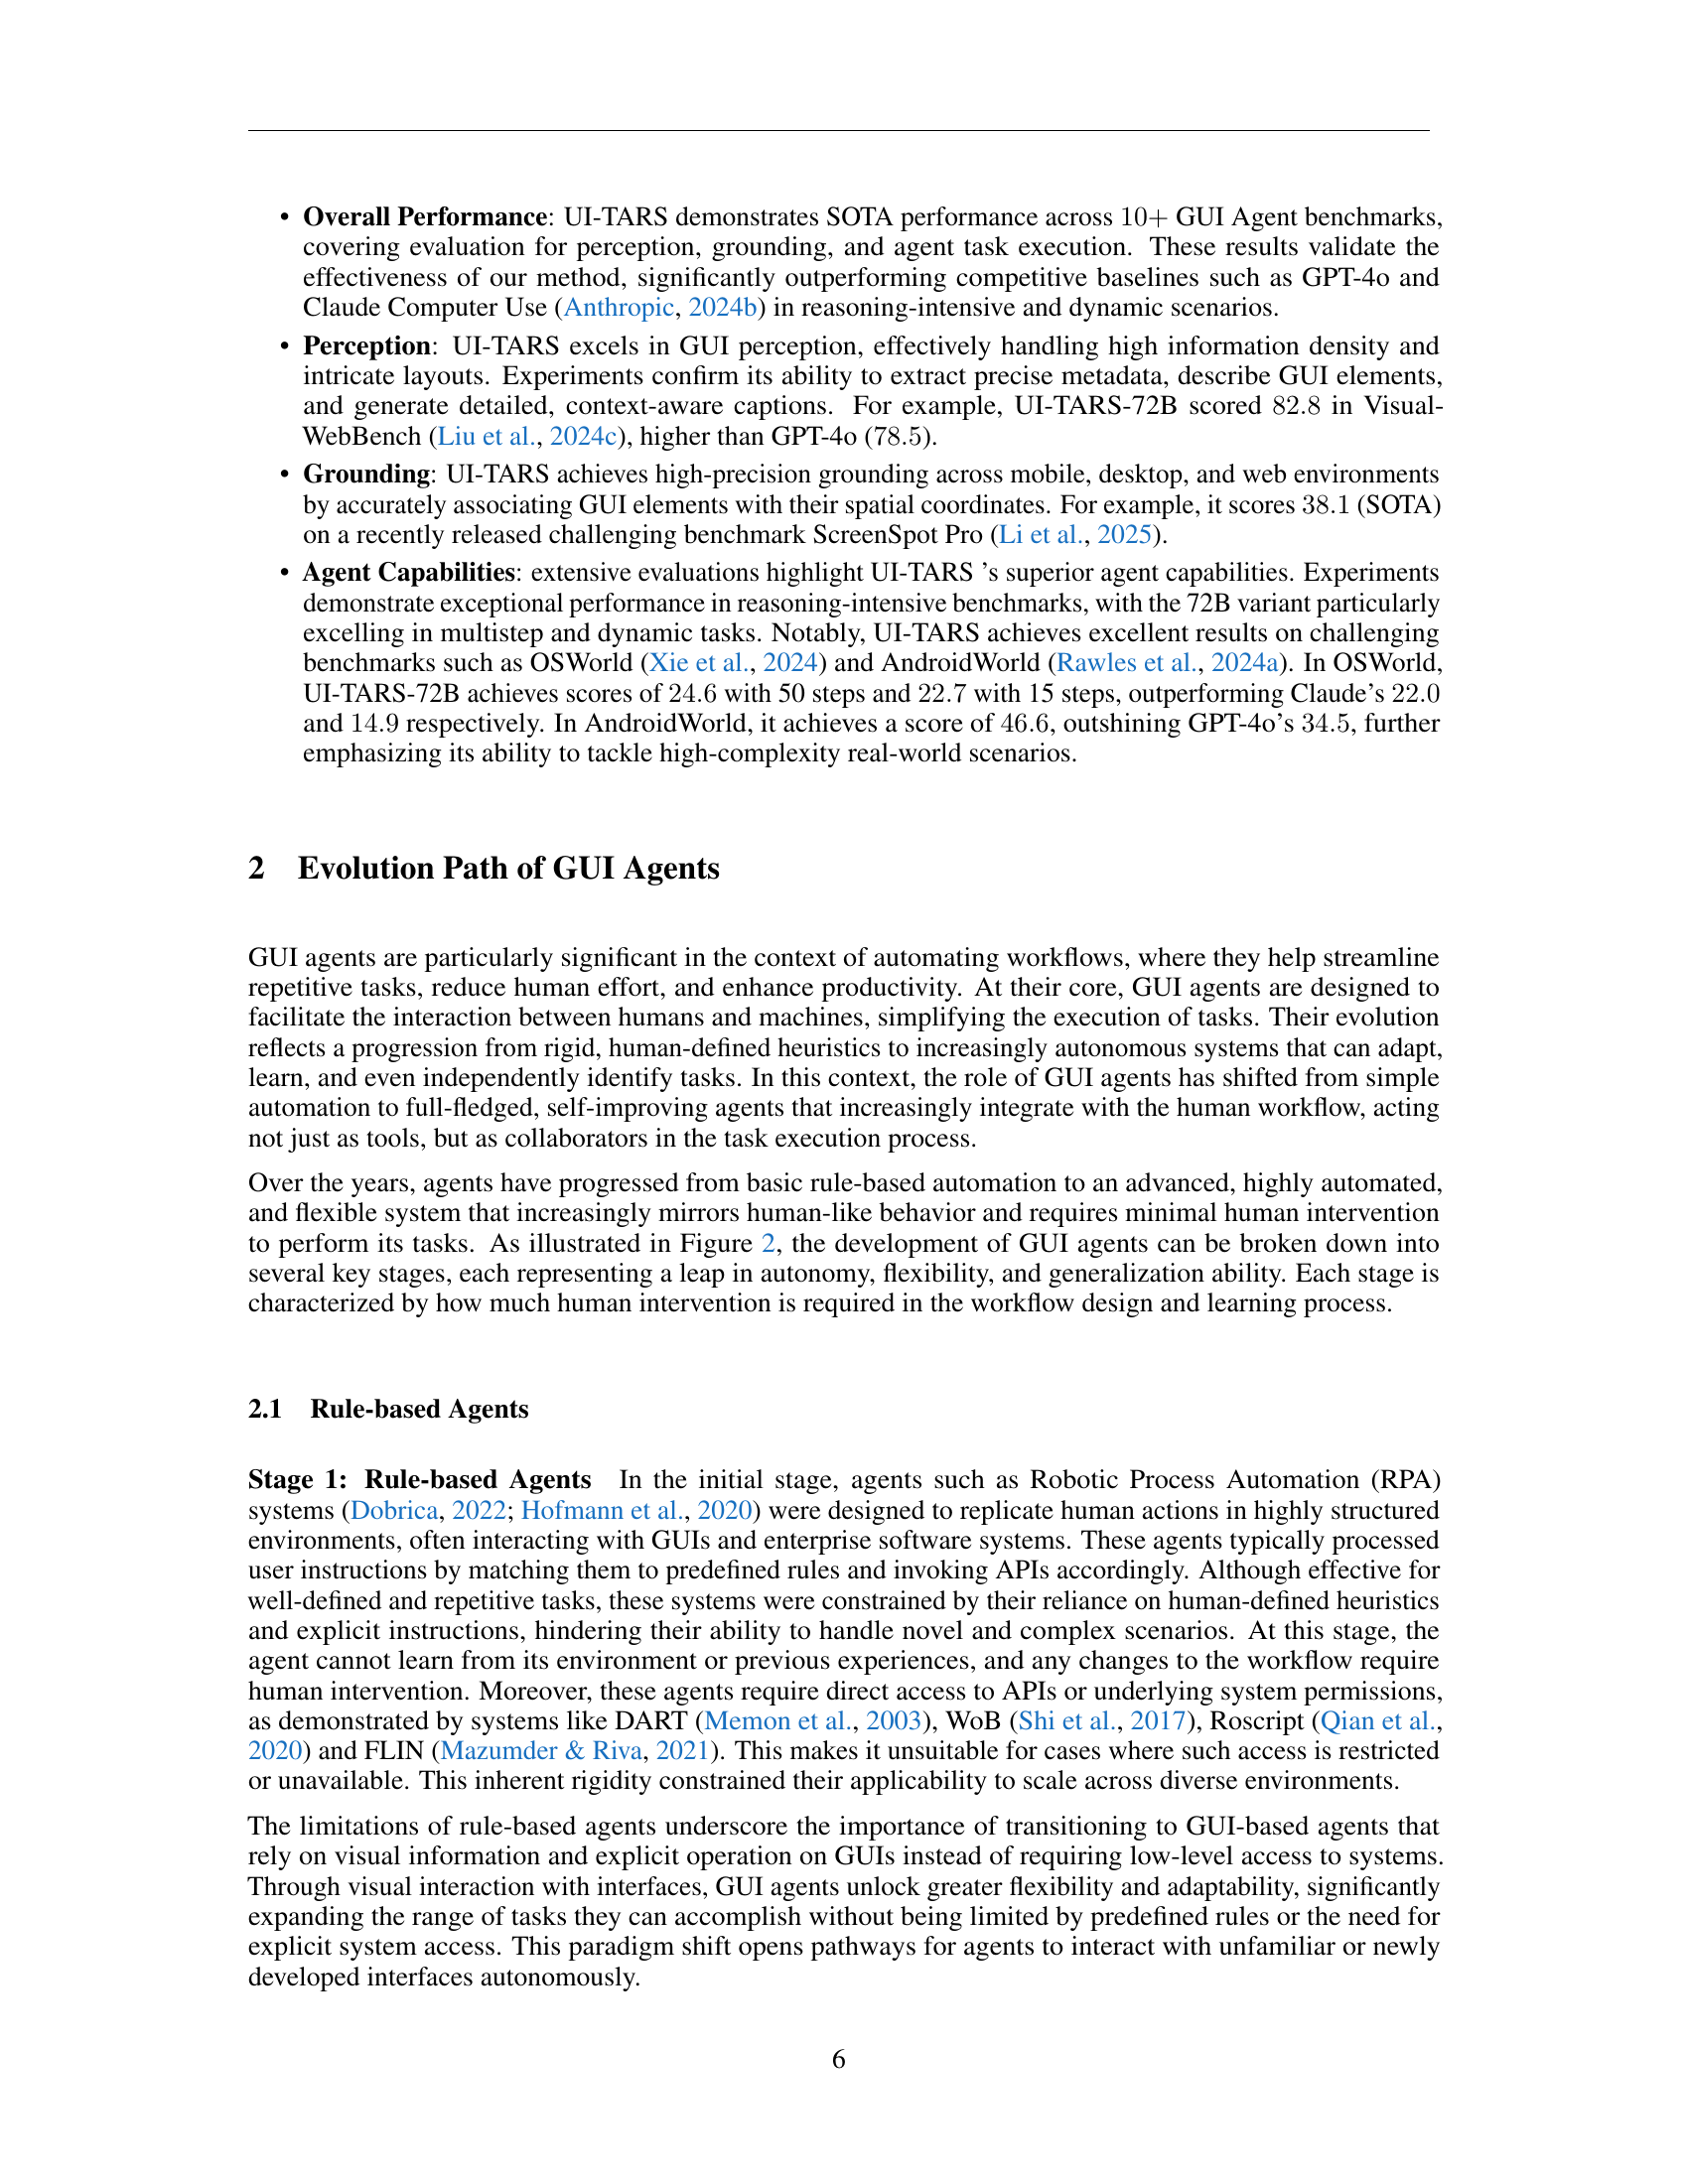 • Overall Performance: UI-TARS demonstrates SOTA performance across 10+ GUI Agent benchmarks,
covering evaluation for perception, grounding, and agent task execution. These results validate the
effectiveness of our method, significantly outperforming competitive baselines such as GPT-4o and
Claude Computer Use (Anthropic, 2024b) in reasoning-intensive and dynamic scenarios.
• Perception: UI-TARS excels in GUI perception, effectively handling high information density and
intricate layouts. Experiments confirm its ability to extract precise metadata, describe GUI elements,
and generate detailed, context-aware captions. For example, UI-TARS-72B scored 82.8 in Visual-
WebBench (Liu et al., 2024c), higher than GPT-4o (78.5).
• Grounding: UI-TARS achieves high-precision grounding across mobile, desktop, and web environments
by accurately associating GUI elements with their spatial coordinates. For example, it scores 38.1 (SOTA)
on a recently released challenging benchmark ScreenSpot Pro (Li et al., 2025).
• Agent Capabilities: extensive evaluations highlight UI-TARS 's superior agent capabilities. Experiments
demonstrate exceptional performance in reasoning-intensive benchmarks, with the 72B variant particularly
excelling in multistep and dynamic tasks. Notably, UI-TARS achieves excellent results on challenging
benchmarks such as OSWorld (Xie et al., 2024) and AndroidWorld (Rawles et al., 2024a). In OSWorld,
UI-TARS-72B achieves scores of 24.6 with 50 steps and 22.7 with 15 steps, outperforming Claude's 22.0
and 14.9 respectively. In AndroidWorld, it achieves a score of 46.6, outshining GPT-4o's 34.5, further
emphasizing its ability to tackle high-complexity real-world scenarios.
2 Evolution Path of GUI Agents
GUI agents are particularly significant in the context of automating workflows, where they help streamline
repetitive tasks, reduce human effort, and enhance productivity. At their core, GUI agents are designed to
facilitate the interaction between humans and machines, simplifying the execution of tasks. Their evolution
reflects a progression from rigid, human-defined heuristics to increasingly autonomous systems that can adapt,
learn, and even independently identify tasks. In this context, the role of GUI agents has shifted from simple
automation to full-fledged, self-improving agents that increasingly integrate with the human workflow, acting
not just as tools, but as collaborators in the task execution process.
Over the years, agents have progressed from basic rule-based automation to an advanced, highly automated,
and flexible system that increasingly mirrors human-like behavior and requires minimal human intervention
to perform its tasks. As illustrated in Figure 2, the development of GUI agents can be broken down into
several key stages, each representing a leap in autonomy, flexibility, and generalization ability. Each stage is
characterized by how much human intervention is required in the workflow design and learning process.
2.1 Rule-based Agents
Stage 1: Rule-based Agents In the initial stage, agents such as Robotic Process Automation (RPA)
systems (Dobrica, 2022; Hofmann et al., 2020) were designed to replicate human actions in highly structured
environments, often interacting with GUIs and enterprise software systems. These agents typically processed
user instructions by matching them to predefined rules and invoking APIs accordingly. Although effective for
well-defined and repetitive tasks, these systems were constrained by their reliance on human-defined heuristics
and explicit instructions, hindering their ability to handle novel and complex scenarios. At this stage, the
agent cannot learn from its environment or previous experiences, and any changes to the workflow require
human intervention. Moreover, these agents require direct access to APIs or underlying system permissions,
as demonstrated by systems like DART (Memon et al., 2003), WoB (Shi et al., 2017), Roscript (Qian et al.,
2020) and FLIN (Mazumder & Riva, 2021). This makes it unsuitable for cases where such access is restricted
or unavailable. This inherent rigidity constrained their applicability to scale across diverse environments.
The limitations of rule-based agents underscore the importance of transitioning to GUI-based agents that
rely on visual information and explicit operation on GUIs instead of requiring low-level access to systems.
Through visual interaction with interfaces, GUI agents unlock greater flexibility and adaptability, significantly
expanding the range of tasks they can accomplish without being limited by predefined rules or the need for
explicit system access. This paradigm shift opens pathways for agents to interact with unfamiliar or newly
developed interfaces autonomously.
6